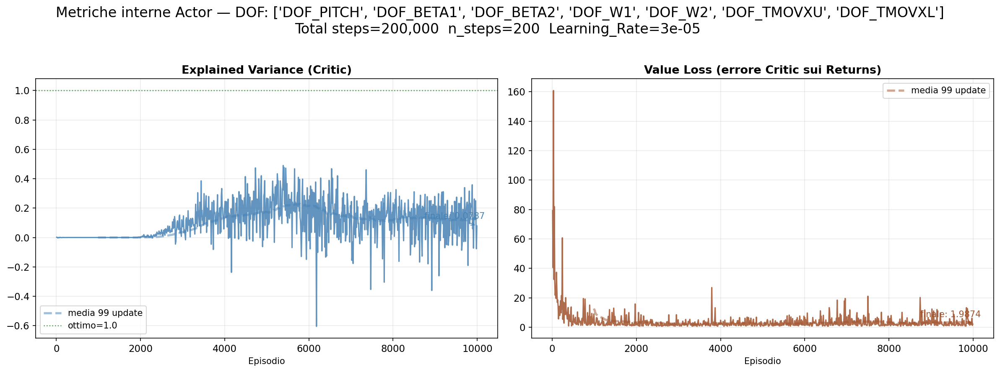 Metriche interne Actor — DOF: ['DOF_PITCH', 'DOF_BETA1', 'DOF_BETA2', 'DOF_W1', 'DOF_W2', 'DOF_TMOVXU', 'DOF_TMOVXL']
Total steps=200,000 n_steps=200 Learning_Rate=3e-05
Explained Variance (Critic)
1.0
0.8
0.6
0.4
0.2
0.0
−0.2
−0.4
−0.6
finale: 0.0787
media 99 update
ottimo=1.0
0 2000 4000 6000 8000 10000
Episodio
Value Loss (errore Critic sui Returns)
media 99 update
160
140
120
100
80
60
40
20
0
finale: 1.9874
0 2000 4000 6000 8000 10000
Episodio